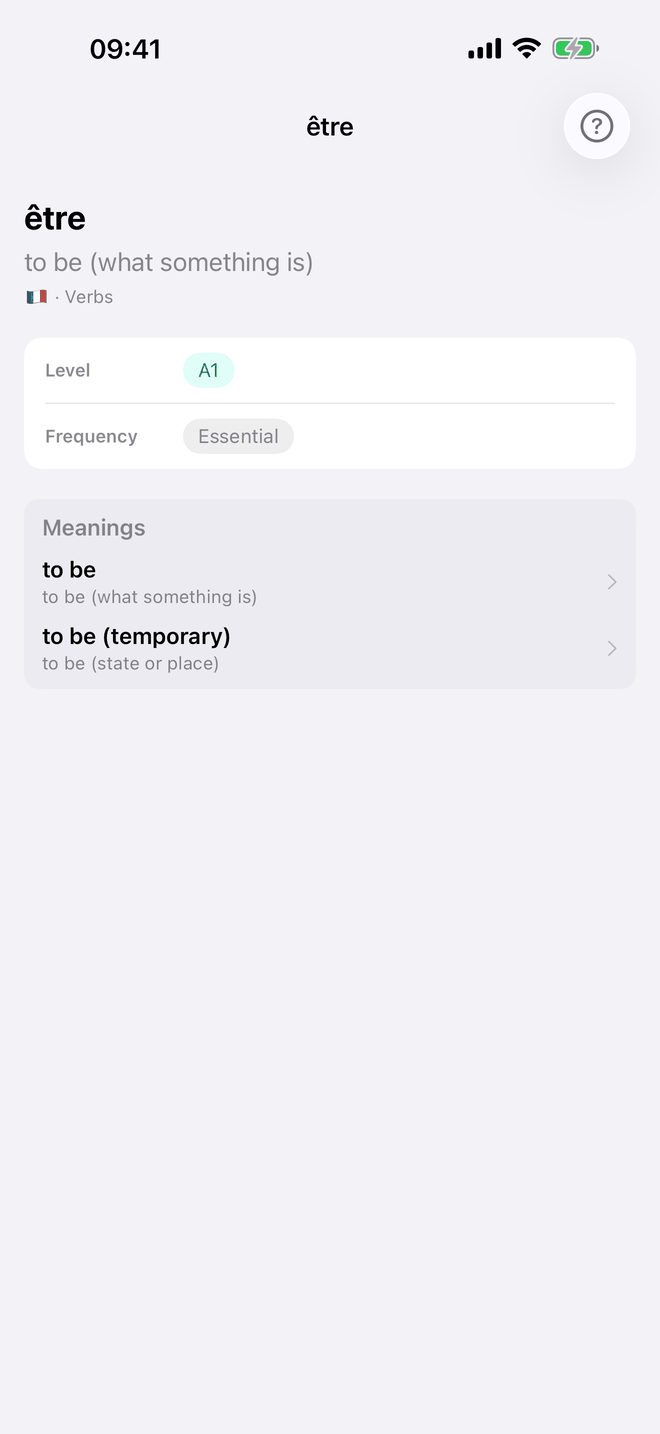 09:41
être
être
to be (what something is)
🇫🇷 · Verbs
Level A1
Frequency Essential
Meanings
to be
to be (what something is)
to be (temporary)
to be (state or place)